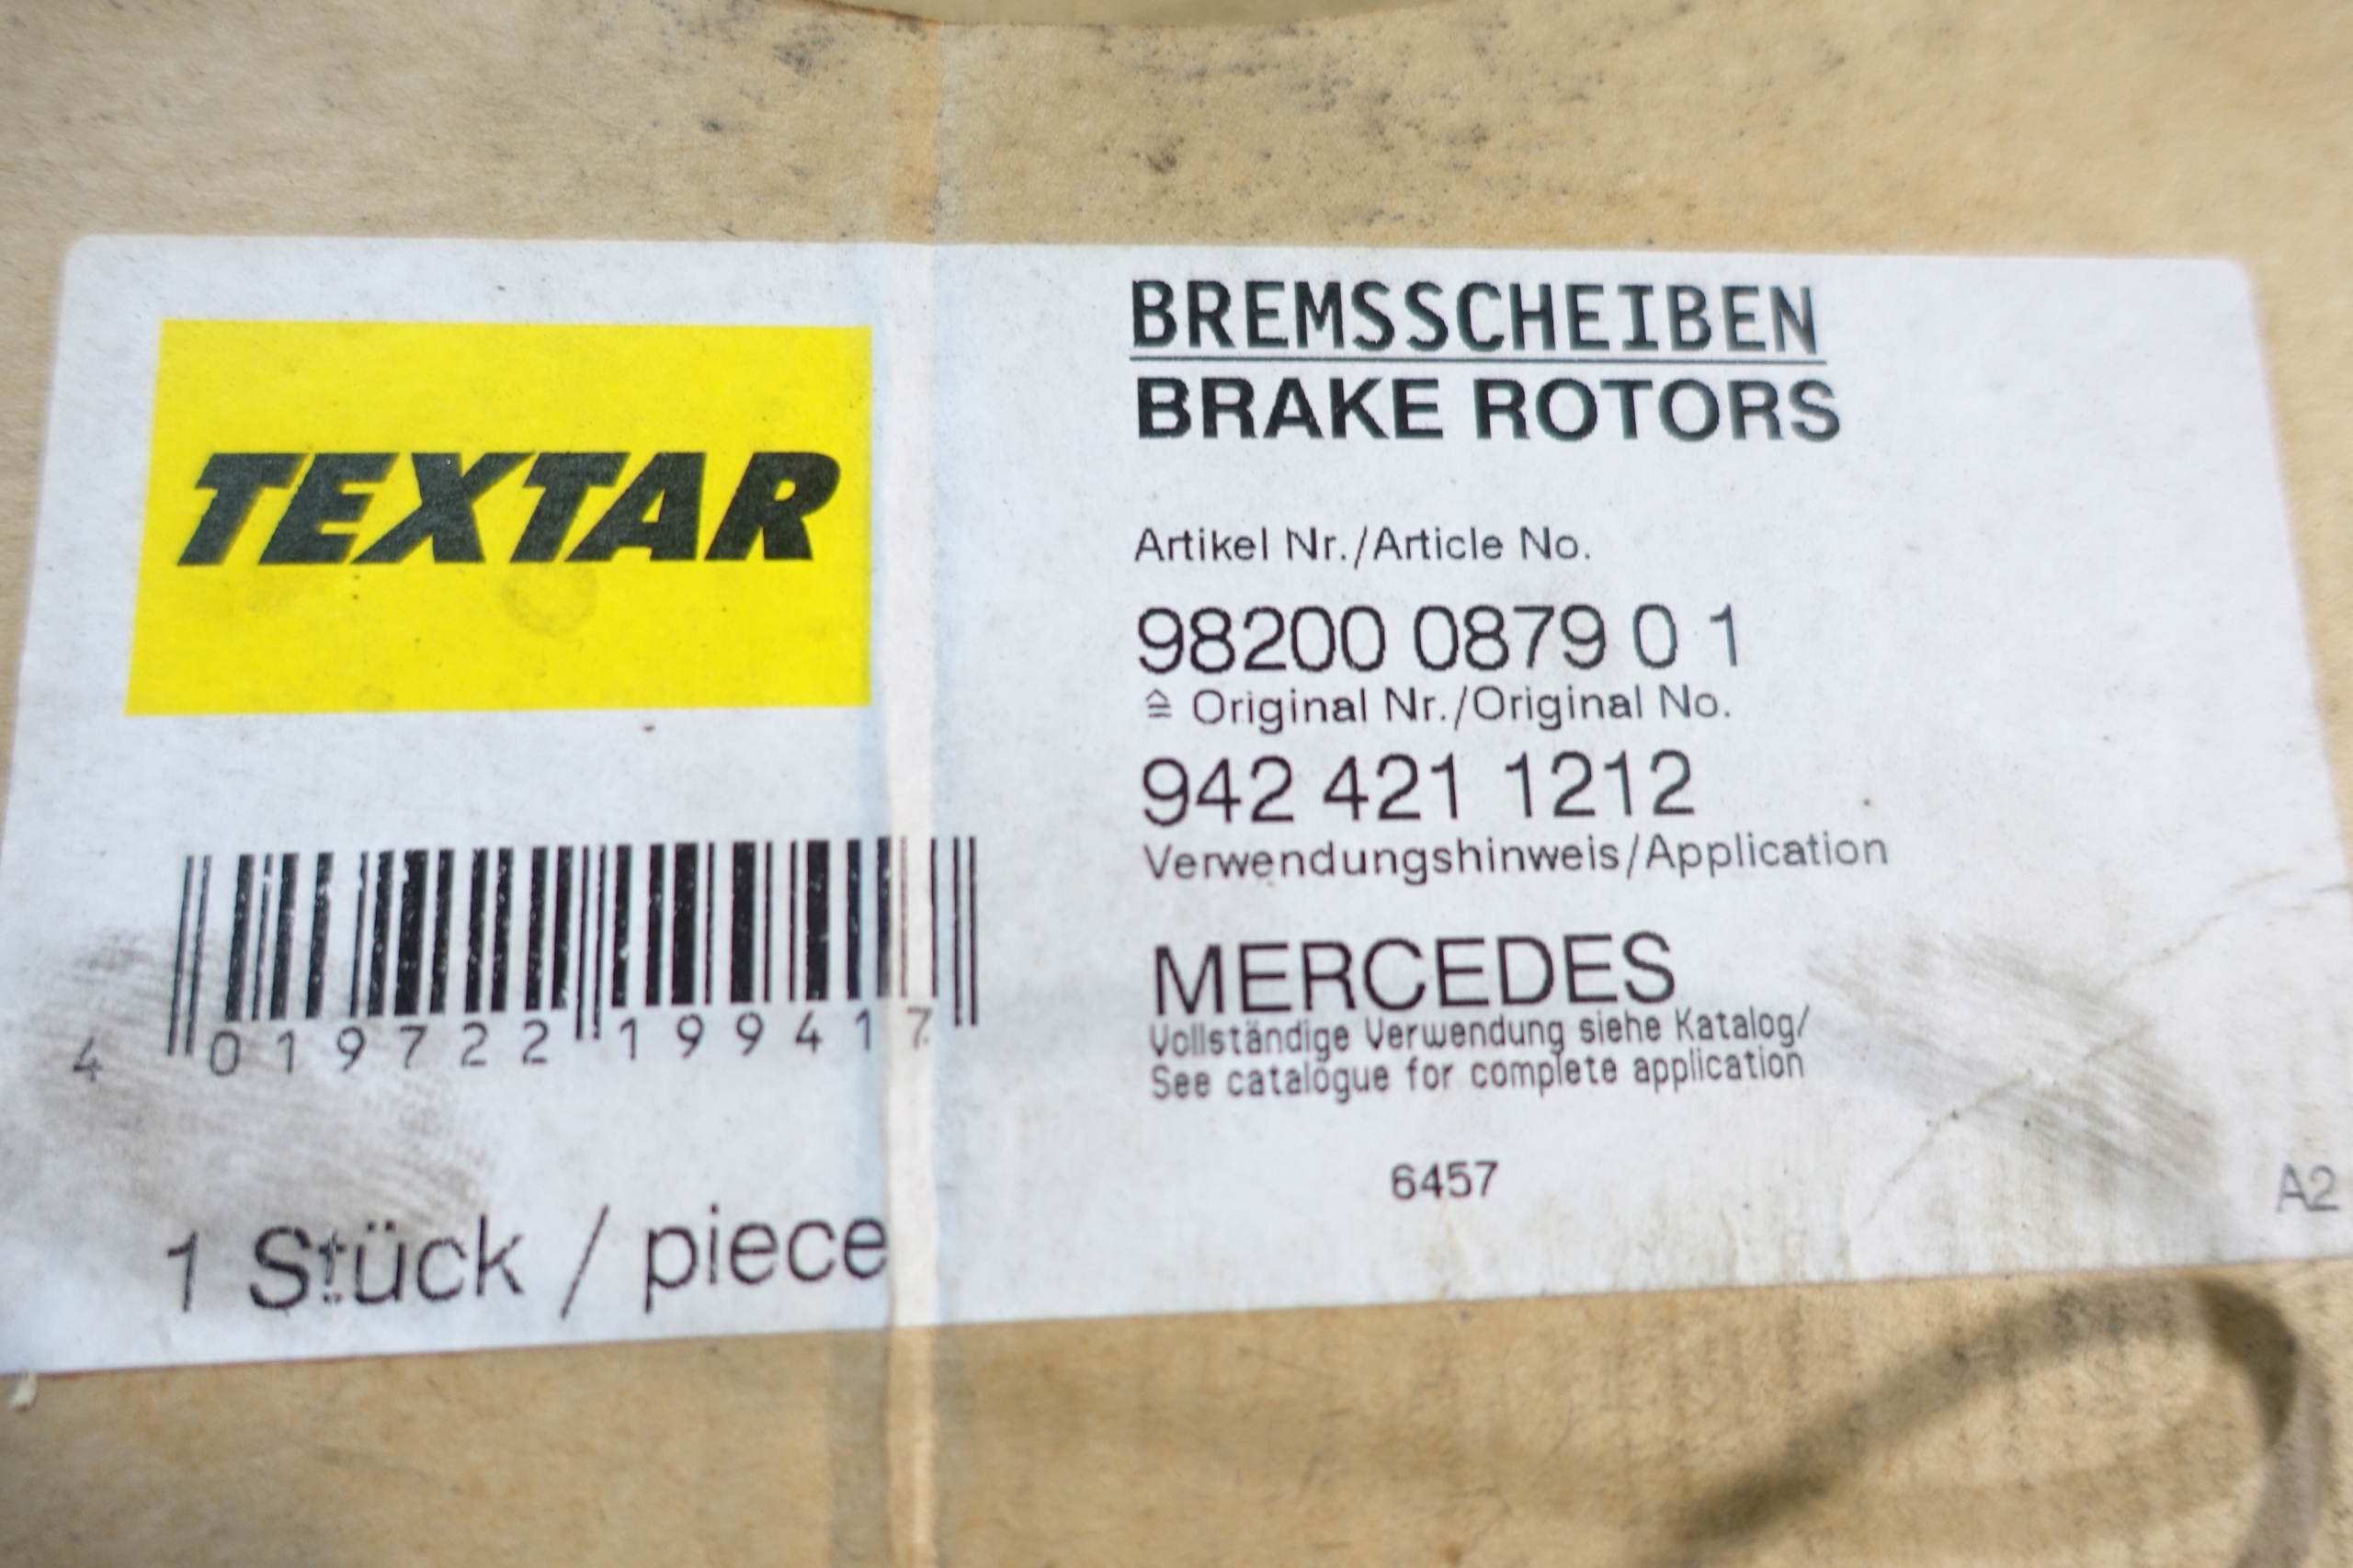 TEXTAR
4 019722 199417
1 Stück / piece
BREMSSCHEIBEN
BRAKE ROTORS
Artikel Nr./Article No.
98200 0879 0 1
≙ Original Nr./Original No.
942 421 1212
Verwendungshinweis/Application
MERCEDES
Vollständige Verwendung siehe Katalog/
See catalogue for complete application
6457
A2